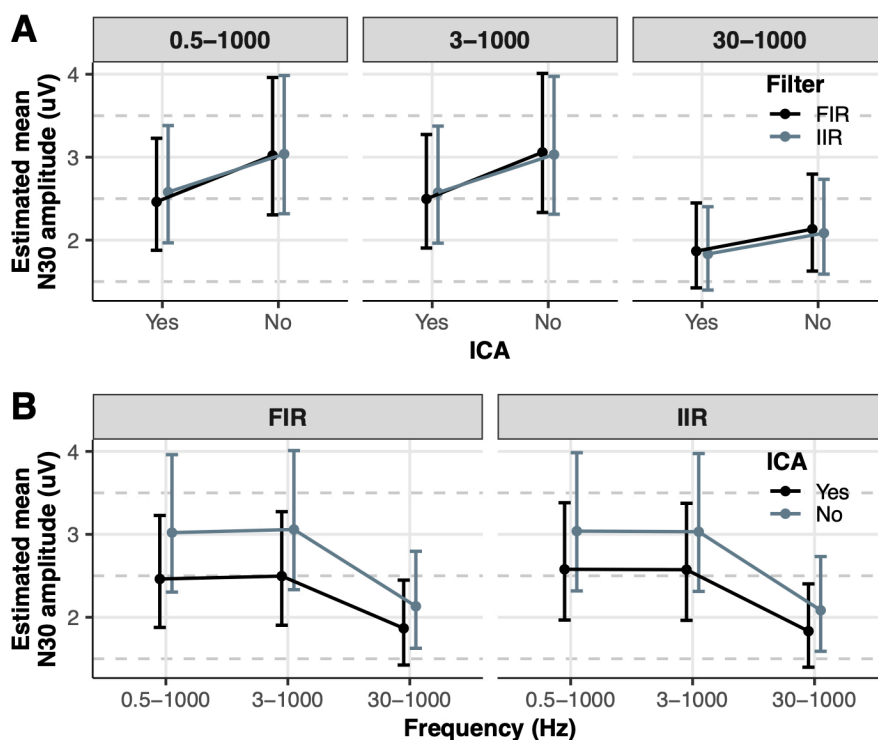 A
0.5–1000 3–1000 30–1000
Estimated mean
N30 amplitude (uV)
4
3
2
Filter
FIR
IIR
Yes No Yes No Yes No
ICA
B
FIR IIR
Estimated mean
N30 amplitude (uV)
4
3
2
ICA
Yes
No
0.5–1000 3–1000 30–1000 0.5–1000 3–1000 30–1000
Frequency (Hz)